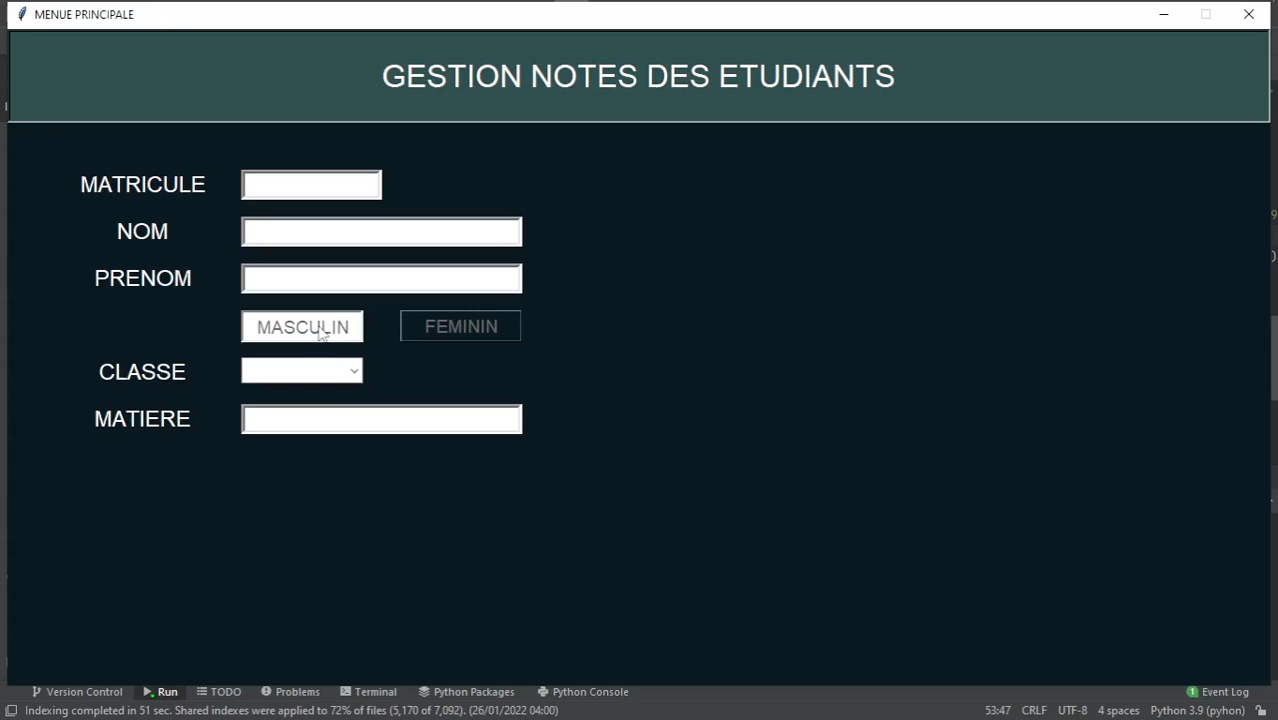 MENUE PRINCIPALE
GESTION NOTES DES ETUDIANTS
MATRICULE
NOM
PRENOM
MASCULIN FEMININ
CLASSE
MATIERE
Version Control Run TODO Problems Terminal Python Packages Python Console 1 Event Log
Indexing completed in 51 sec. Shared indexes were applied to 72% of files (5,170 of 7,092). (26/01/2022 04:00) 53:47 CRLF UTF-8 4 spaces Python 3.9 (pyhon)